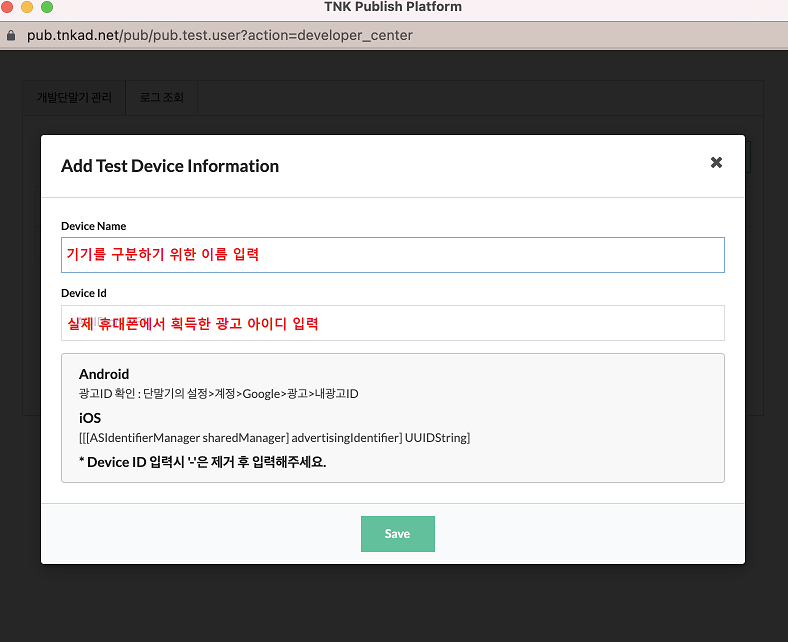 TNK Publish Platform
pub.tnkad.net/pub/pub.test.user?action=developer_center
개발단말기 관리
로그 조회
Add Test Device Information
Device Name
기기를 구분하기 위한 이름 입력
Device Id
실제 휴대폰에서 획득한 광고 아이디 입력
Android
광고ID 확인 : 단말기의 설정>계정>Google>광고>내광고ID
iOS
[[[ASIdentifierManager sharedManager] advertisingIdentifier] UUIDString]
* Device ID 입력시 '-'은 제거 후 입력해주세요.
Save